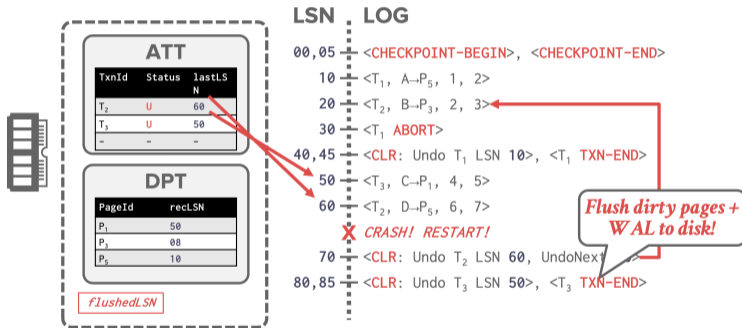 LSN LOG
ATT
TxnId Status lastLS
N
T₂ U 60
T₃ U 50
- - -
DPT
PageId recLSN
P₁ 50
P₃ 08
P₅ 10
flushedLSN
00,05 <CHECKPOINT-BEGIN>, <CHECKPOINT-END>
10 <T₁, A→P₅, 1, 2>
20 <T₂, B→P₃, 2, 3>
30 <T₁ ABORT>
40,45 <CLR: Undo T₁ LSN 10>, <T₁ TXN-END>
50 <T₃, C→P₁, 4, 5>
60 <T₂, D→P₅, 6, 7>
X CRASH! RESTART!
70 <CLR: Undo T₂ LSN 60, UndoNext
80,85 <CLR: Undo T₃ LSN 50>, <T₃ TXN-END>
Flush dirty pages +
WAL to disk!